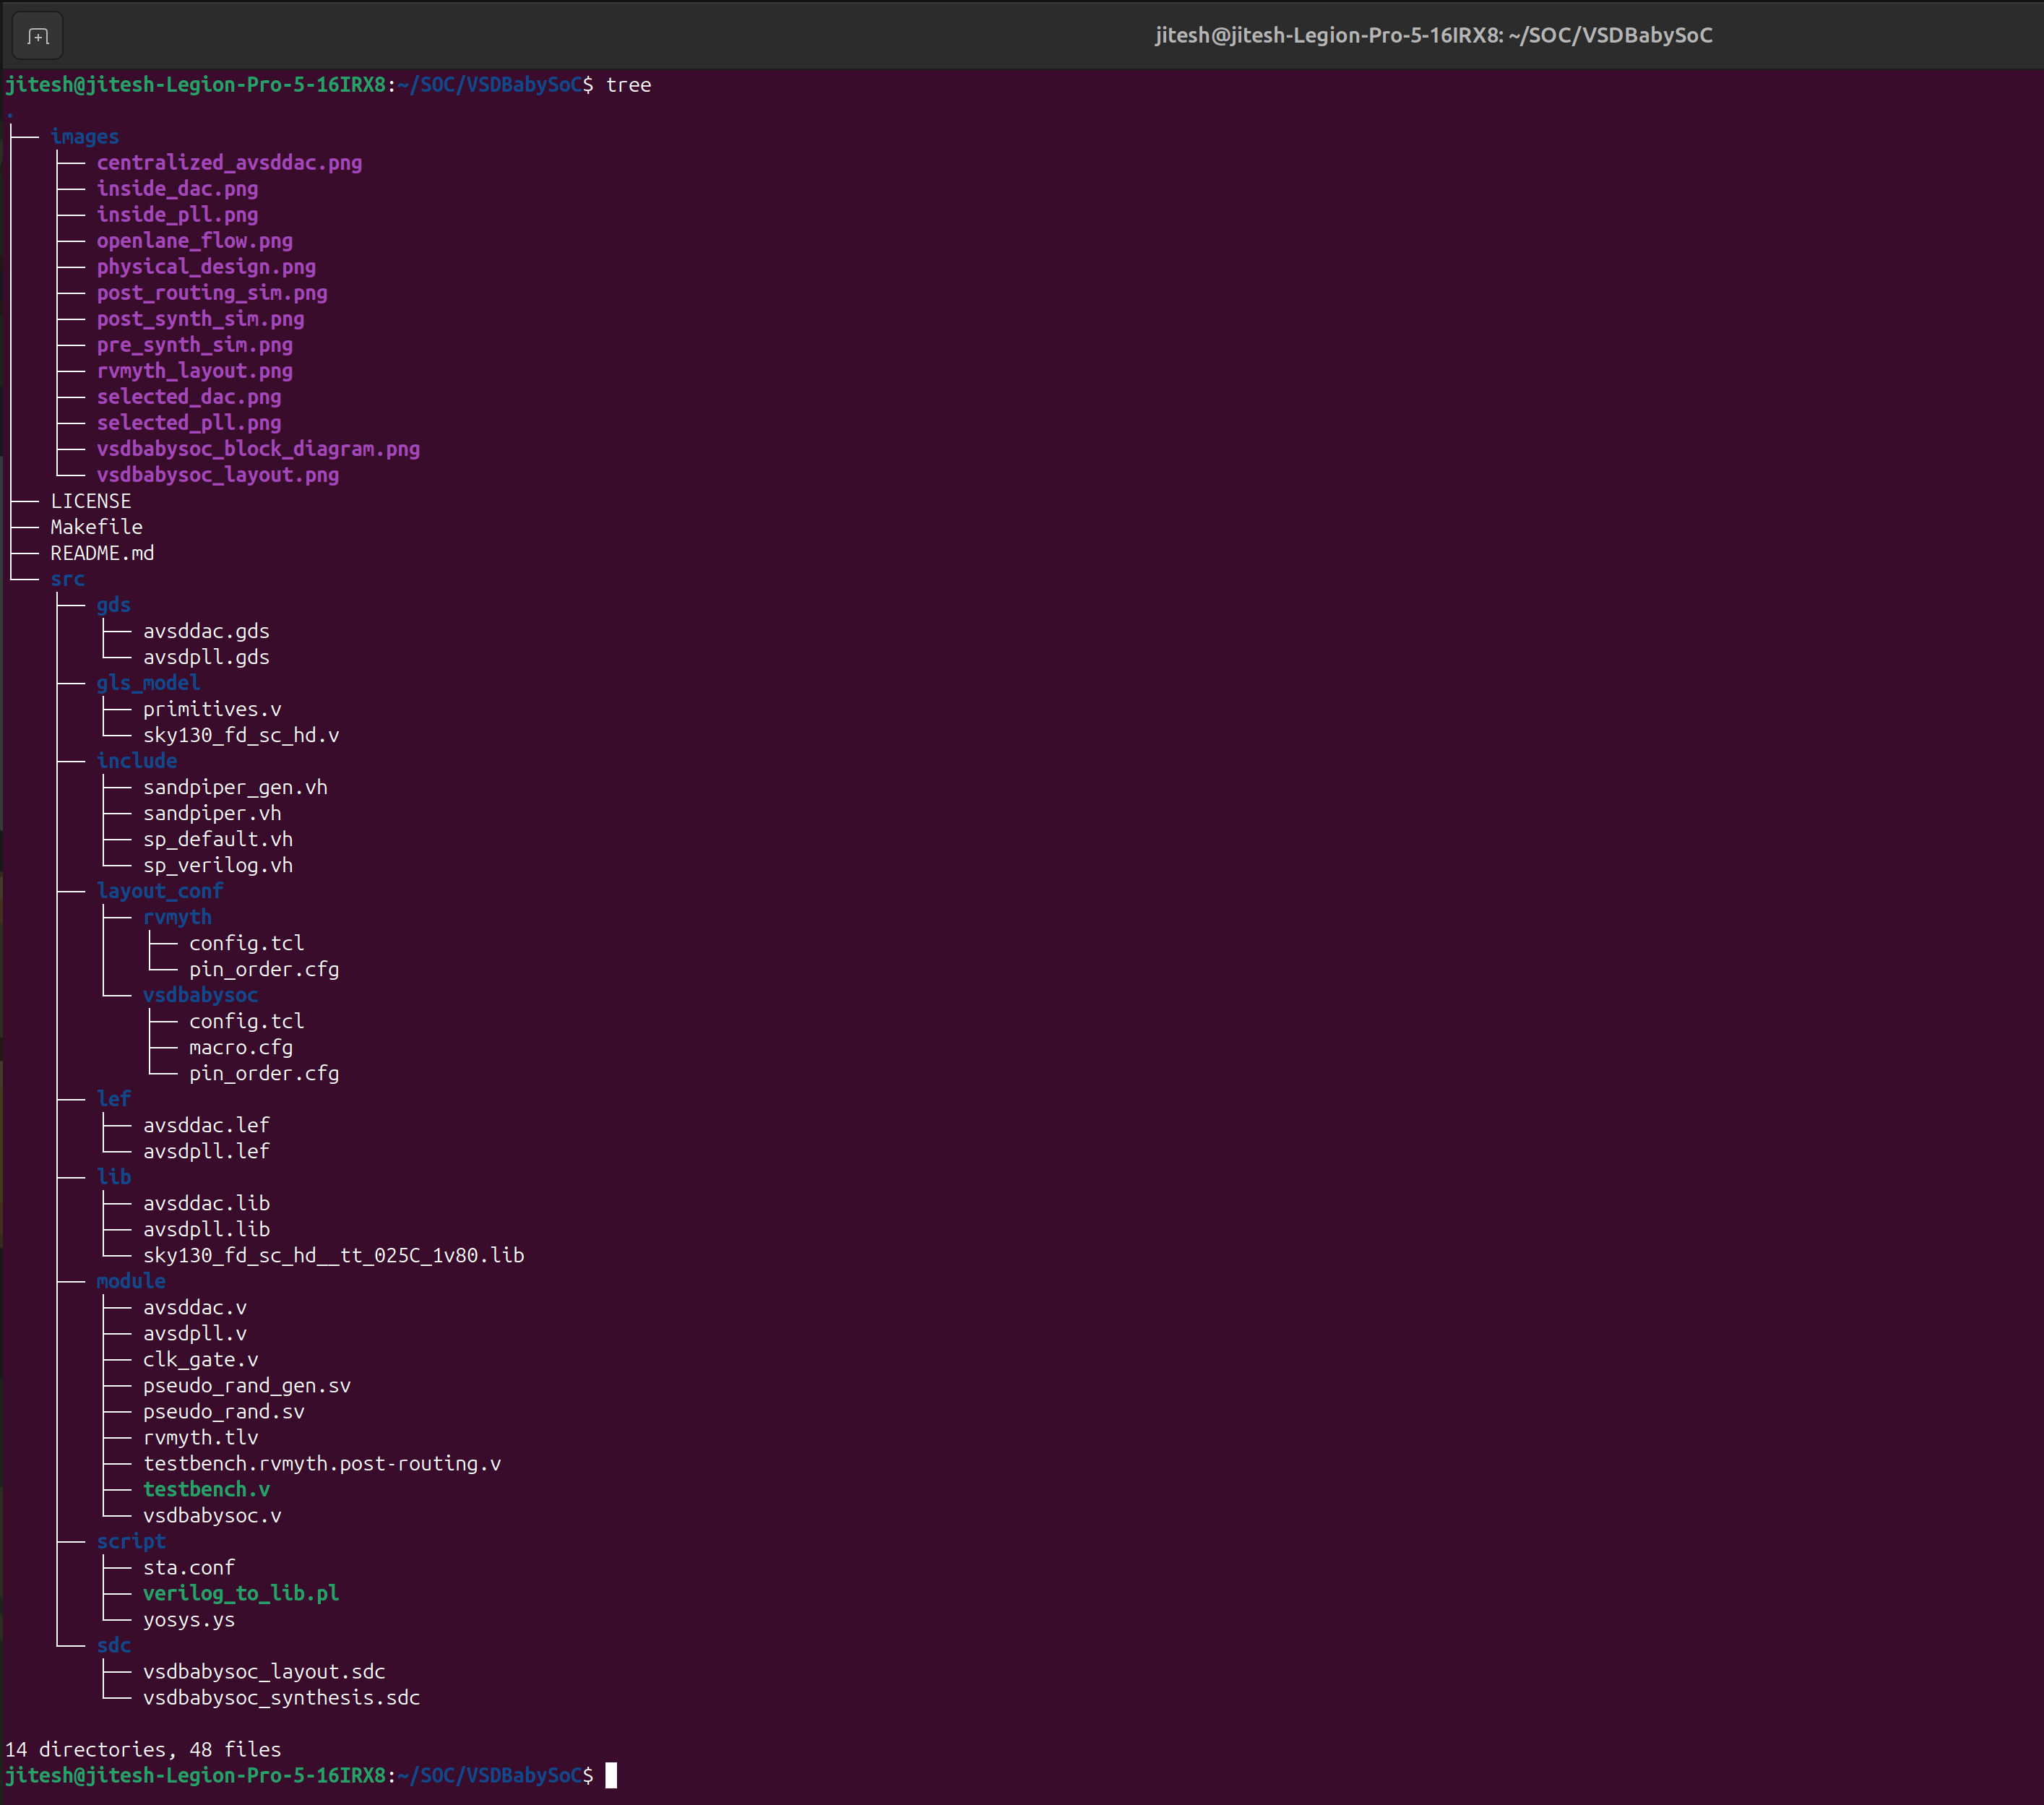 jitesh@jitesh-Legion-Pro-5-16IRX8: ~/SOC/VSDBabySoC
jitesh@jitesh-Legion-Pro-5-16IRX8:~/SOC/VSDBabySoC$ tree
.
├── images
│   ├── centralized_avsddac.png
│   ├── inside_dac.png
│   ├── inside_pll.png
│   ├── openlane_flow.png
│   ├── physical_design.png
│   ├── post_routing_sim.png
│   ├── post_synth_sim.png
│   ├── pre_synth_sim.png
│   ├── rvmyth_layout.png
│   ├── selected_dac.png
│   ├── selected_pll.png
│   ├── vsdbabysoc_block_diagram.png
│   └── vsdbabysoc_layout.png
├── LICENSE
├── Makefile
├── README.md
└── src
    ├── gds
    │   ├── avsddac.gds
    │   └── avsdpll.gds
    ├── gls_model
    │   ├── primitives.v
    │   └── sky130_fd_sc_hd.v
    ├── include
    │   ├── sandpiper_gen.vh
    │   ├── sandpiper.vh
    │   ├── sp_default.vh
    │   └── sp_verilog.vh
    ├── layout_conf
    │   ├── rvmyth
    │   │   ├── config.tcl
    │   │   └── pin_order.cfg
    │   └── vsdbabysoc
    │       ├── config.tcl
    │       ├── macro.cfg
    │       └── pin_order.cfg
    ├── lef
    │   ├── avsddac.lef
    │   └── avsdpll.lef
    ├── lib
    │   ├── avsddac.lib
    │   ├── avsdpll.lib
    │   └── sky130_fd_sc_hd__tt_025C_1v80.lib
    ├── module
    │   ├── avsddac.v
    │   ├── avsdpll.v
    │   ├── clk_gate.v
    │   ├── pseudo_rand_gen.sv
    │   ├── pseudo_rand.sv
    │   ├── rvmyth.tlv
    │   ├── testbench.rvmyth.post-routing.v
    │   ├── testbench.v
    │   └── vsdbabysoc.v
    ├── script
    │   ├── sta.conf
    │   ├── verilog_to_lib.pl
    │   └── yosys.ys
    └── sdc
        ├── vsdbabysoc_layout.sdc
        └── vsdbabysoc_synthesis.sdc
14 directories, 48 files
jitesh@jitesh-Legion-Pro-5-16IRX8:~/SOC/VSDBabySoC$